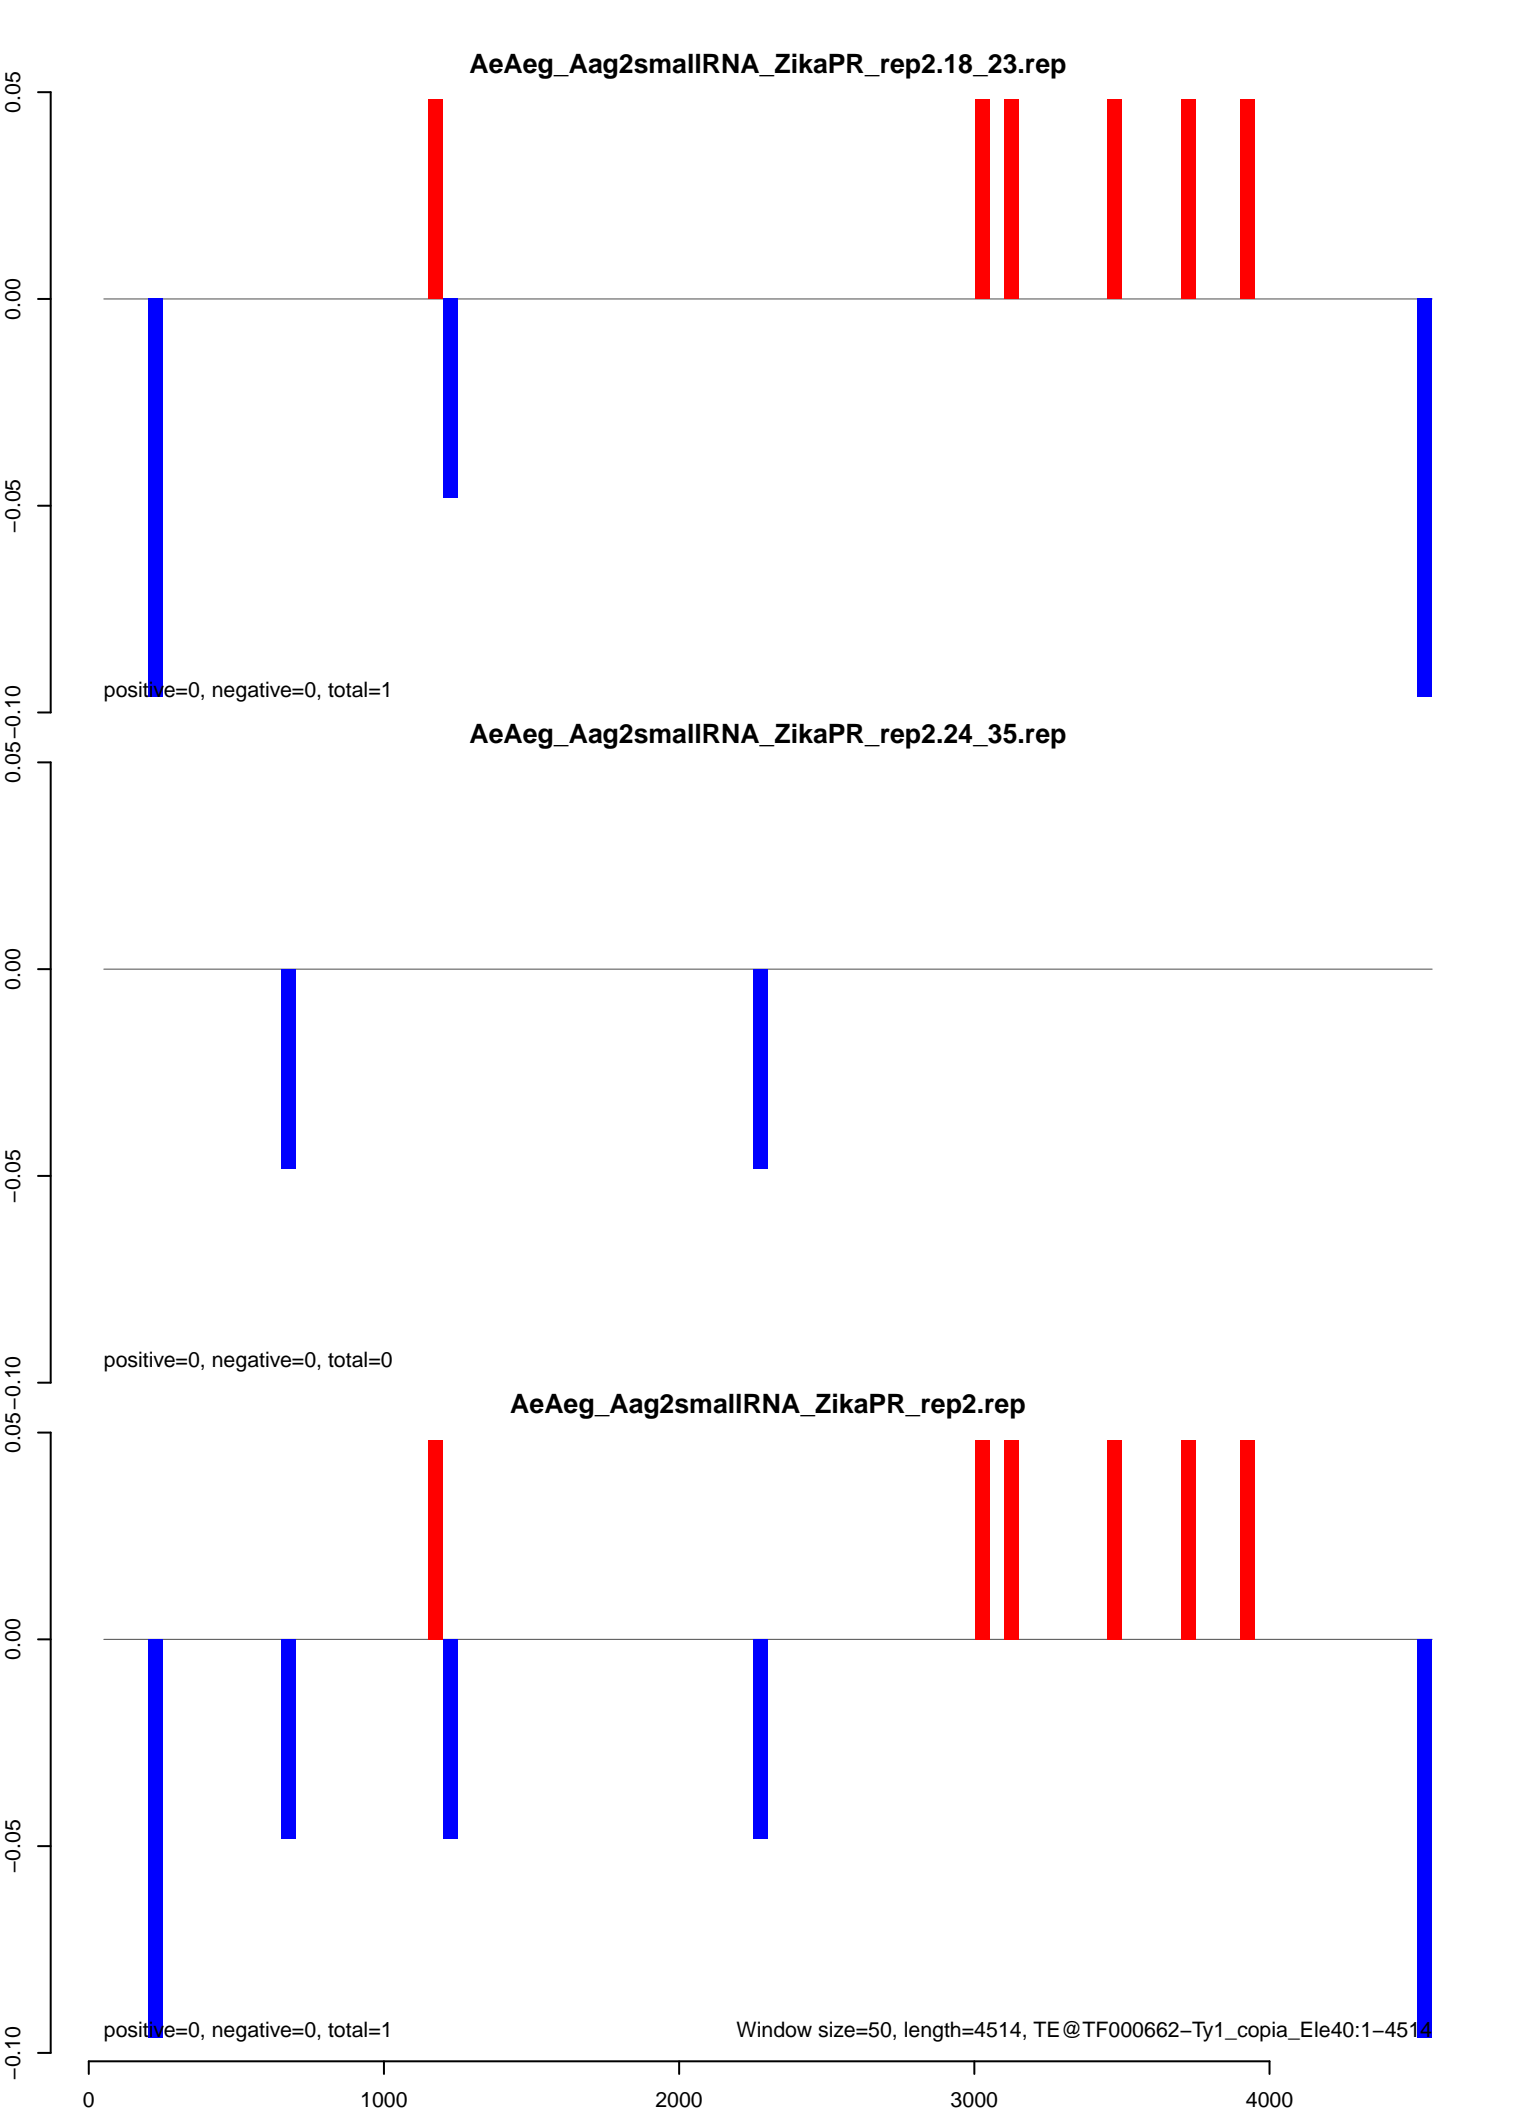 AeAeg_Aag2smallRNA_ZikaPR_rep2.18_23.rep
0.05
0.00
−0.05
−0.10
positive=0, negative=0, total=1
AeAeg_Aag2smallRNA_ZikaPR_rep2.24_35.rep
0.05
0.00
−0.05
−0.10
positive=0, negative=0, total=0
AeAeg_Aag2smallRNA_ZikaPR_rep2.rep
0.05
0.00
−0.05
−0.10
positive=0, negative=0, total=1
Window size=50, length=4514, TE@TF000662−Ty1_copia_Ele40:1−4514
0 1000 2000 3000 4000